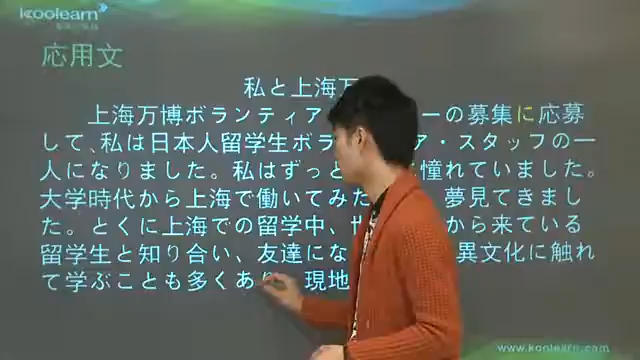 koolearn
応用文
私と上海万
上海万博ボランティア ーの募集に応募
して、私は日本人留学生ボラ ア・スタッフの一
人になりました。私はずっと に憧れていました。
大学時代から上海で働いてみた 夢見てきまし
た。とくに上海での留学中、世 から来ている
留学生と知り合い、友達にな 異文化に触れ
て学ぶことも多くあり 現地
www.koolearn.com